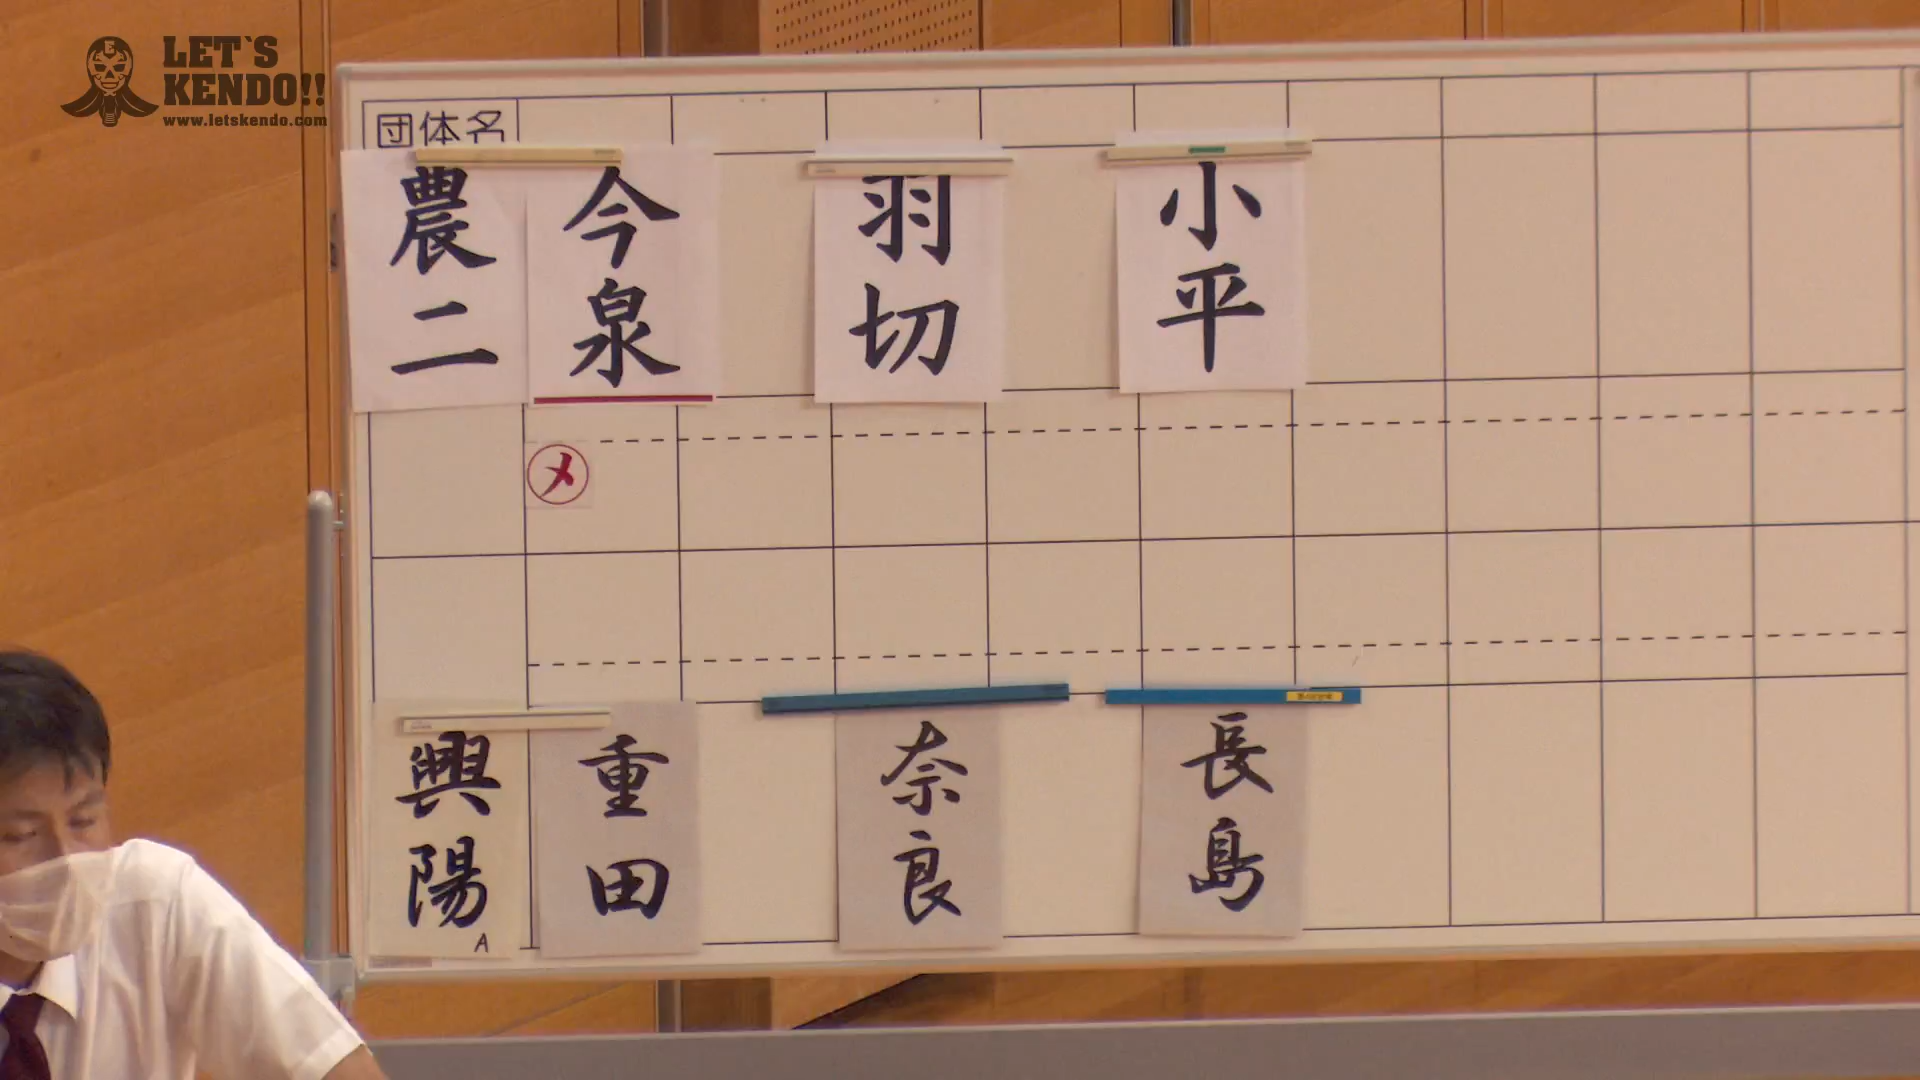 LET'S
KENDO!!
www.letskendo.com
団体名
農二
今泉
羽切
小平
メ
興陽
A
重田
奈良
長島